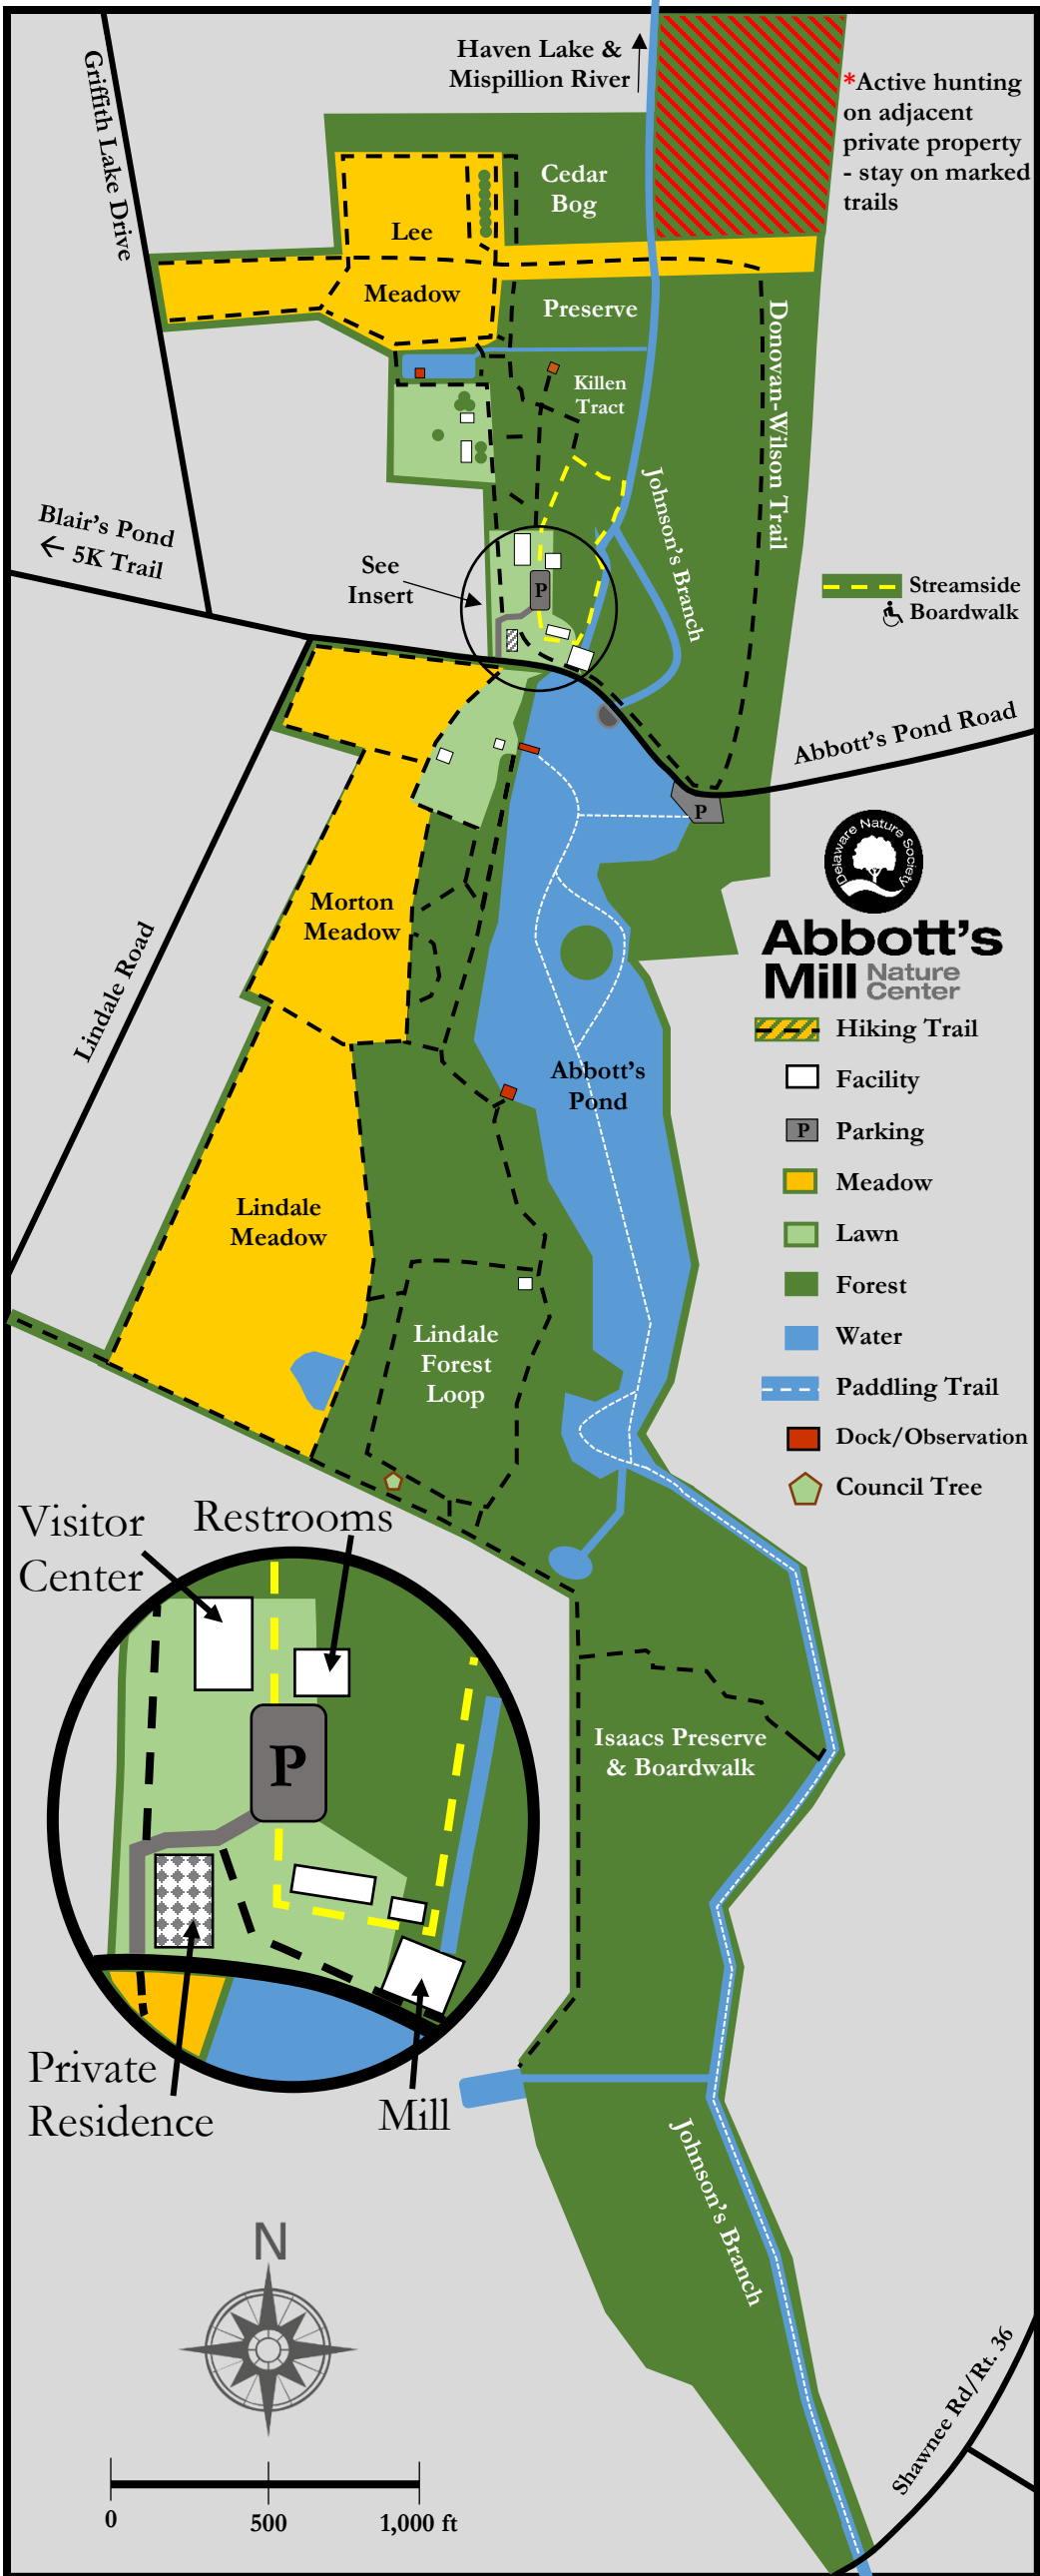 Haven Lake &
Mispillion River
*Active hunting
on adjacent
private property
- stay on marked
trails
Griffith Lake Drive
Cedar
Bog
Lee
Meadow
Preserve
Killen
Tract
Donovan-Wilson Trail
Johnson's Branch
Blair's Pond
← 5K Trail
See
Insert
P
Streamside
Boardwalk
Abbott's Pond Road
P
Delaware Nature Society
Abbott's
Mill Nature
Center
Morton
Meadow
Lindale Road
Abbott's
Pond
Hiking Trail
Facility
P Parking
Meadow
Lawn
Forest
Water
Paddling Trail
Dock/Observation
Council Tree
Lindale
Meadow
Lindale
Forest
Loop
Visitor
Center
Restrooms
P
Private
Residence
Mill
Isaacs Preserve
& Boardwalk
Johnson's Branch
N
Shawnee Rd/Rt. 36
0 500 1,000 ft